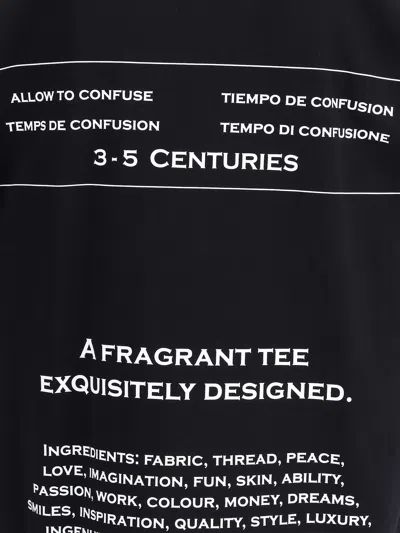 ALLOW TO CONFUSE TIEMPO DE CONFUSION
TEMPS DE CONFUSION TEMPO DI CONFUSIONE
3-5 CENTURIES
A FRAGRANT TEE
EXQUISITELY DESIGNED.
INGREDIENTS: FABRIC, THREAD, PEACE,
LOVE, IMAGINATION, FUN, SKIN, ABILITY,
PASSION, WORK, COLOUR, MONEY, DREAMS,
SMILES, INSPIRATION, QUALITY, STYLE, LUXURY,